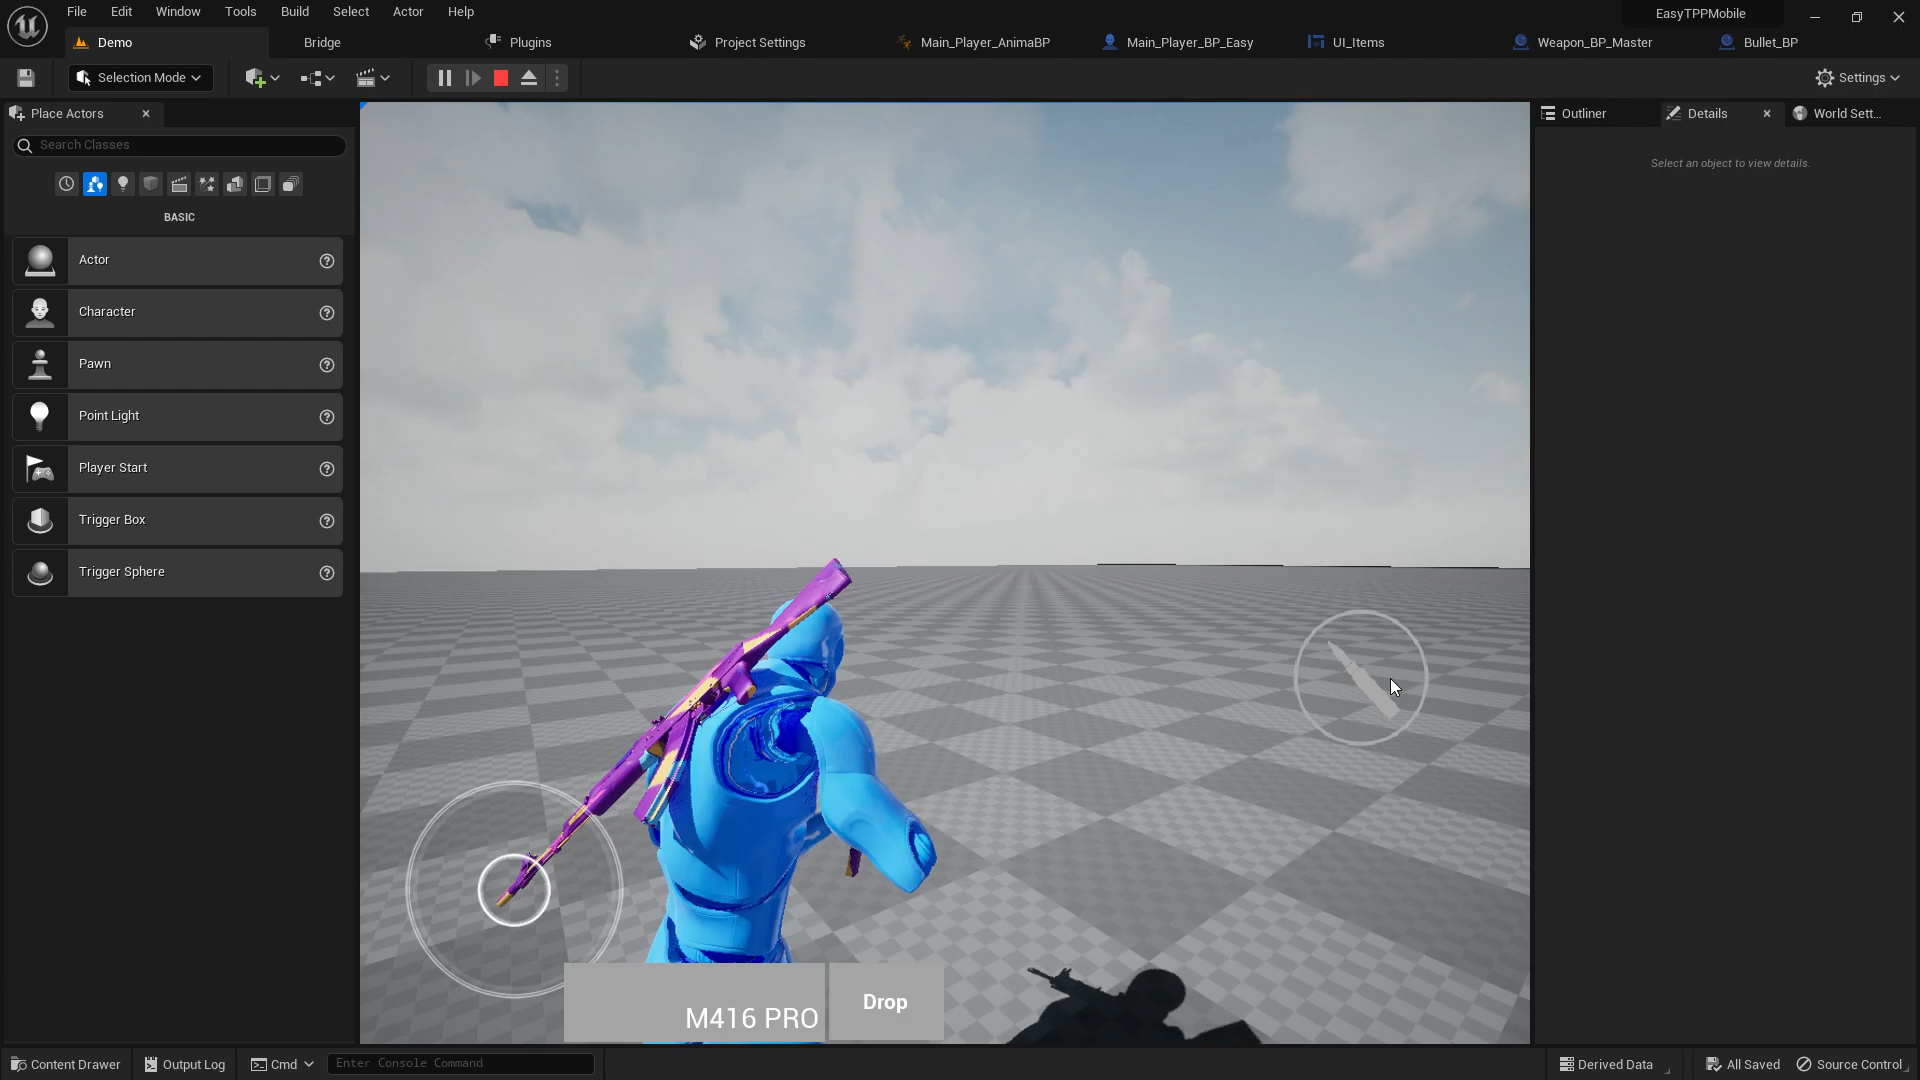 File Edit Window Tools Build Select Actor Help
EasyTPPMobile
Demo
Bridge
Plugins
Project Settings
Main_Player_AnimaBP
Main_Player_BP_Easy
UI_Items
Weapon_BP_Master
Bullet_BP
Selection Mode
Settings
Place Actors
Outliner
Details
World Sett...
Search Classes
Select an object to view details.
BASIC
Actor
Character
Pawn
Point Light
Player Start
Trigger Box
Trigger Sphere
M416 PRO
Drop
Content Drawer
Output Log
Cmd
Enter Console Command
Derived Data
All Saved
Source Control